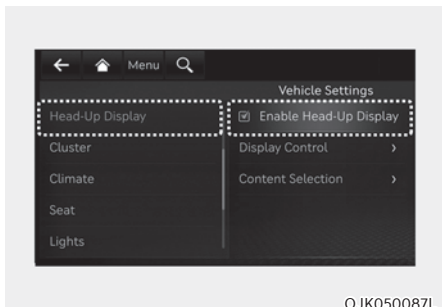 Menu
Vehicle Settings
Head-Up Display
Enable Head-Up Display
Cluster
Display Control
Climate
Content Selection
Seat
Lights
OJK050087L